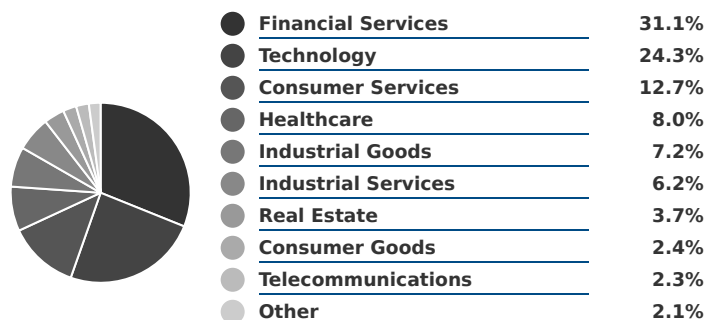 Financial Services 31.1%
Technology 24.3%
Consumer Services 12.7%
Healthcare 8.0%
Industrial Goods 7.2%
Industrial Services 6.2%
Real Estate 3.7%
Consumer Goods 2.4%
Telecommunications 2.3%
Other 2.1%